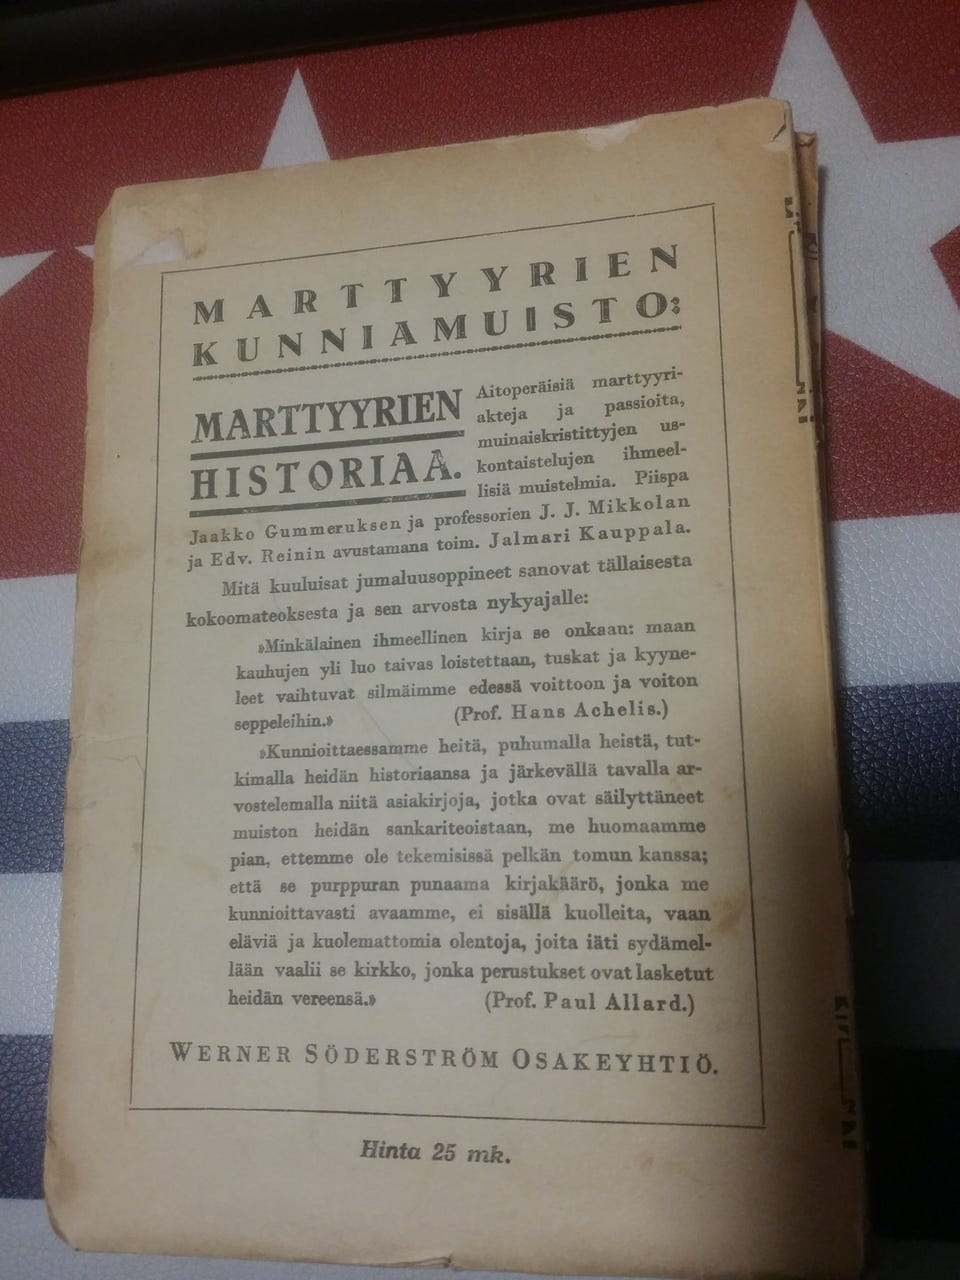 MARTTYYRIEN
KUNNIAMUISTO:
MARTTYYRIEN
HISTORIAA.
Aitoperäisiä marttyyri-
akteja ja passioita,
muinaiskristittyjen us-
kontaistelujen ihmeel-
lisiä muistelmia. Piispa
Jaakko Gummeruksen ja professorien J. J. Mikkolan
ja Edv. Reinin avustamana toim. Jalmari Kauppala.
Mitä kuuluisat jumaluusoppineet sanovat tällaisesta
kokoomateoksesta ja sen arvosta nykyajalle:
»Minkälainen ihmeellinen kirja se onkaan: maan
kauhujen yli luo taivas loistettaan, tuskat ja kyyne-
leet vaihtuvat silmäimme edessä voittoon ja voiton
seppeleihin.» (Prof. Hans Achelis.)
»Kunnioittaessamme heitä, puhumalla heistä, tut-
kimalla heidän historiaansa ja järkevällä tavalla ar-
vostelemalla niitä asiakirjoja, jotka ovat säilyttäneet
muiston heidän sankariteoistaan, me huomaamme
pian, ettemme ole tekemisissä pelkän tomun kanssa;
että se purppuran punaama kirjakäärö, jonka me
kunnioittavasti avaamme, ei sisällä kuolleita, vaan
eläviä ja kuolemattomia olentoja, joita iäti sydämel-
lään vaalii se kirkko, jonka perustukset ovat lasketut
heidän vereensä.» (Prof. Paul Allard.)
WERNER SÖDERSTRÖM OSAKEYHTIÖ.
Hinta 25 mk.